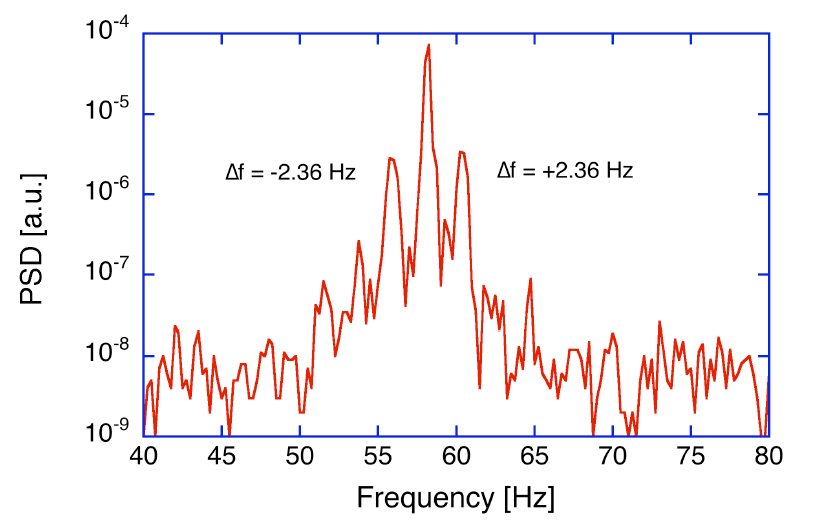 10-4
10-5
Δf = -2.36 Hz
Δf = +2.36 Hz
10-6
PSD [a.u.]
10-7
10-8
10-9
40 45 50 55 60 65 70 75 80
Frequency [Hz]